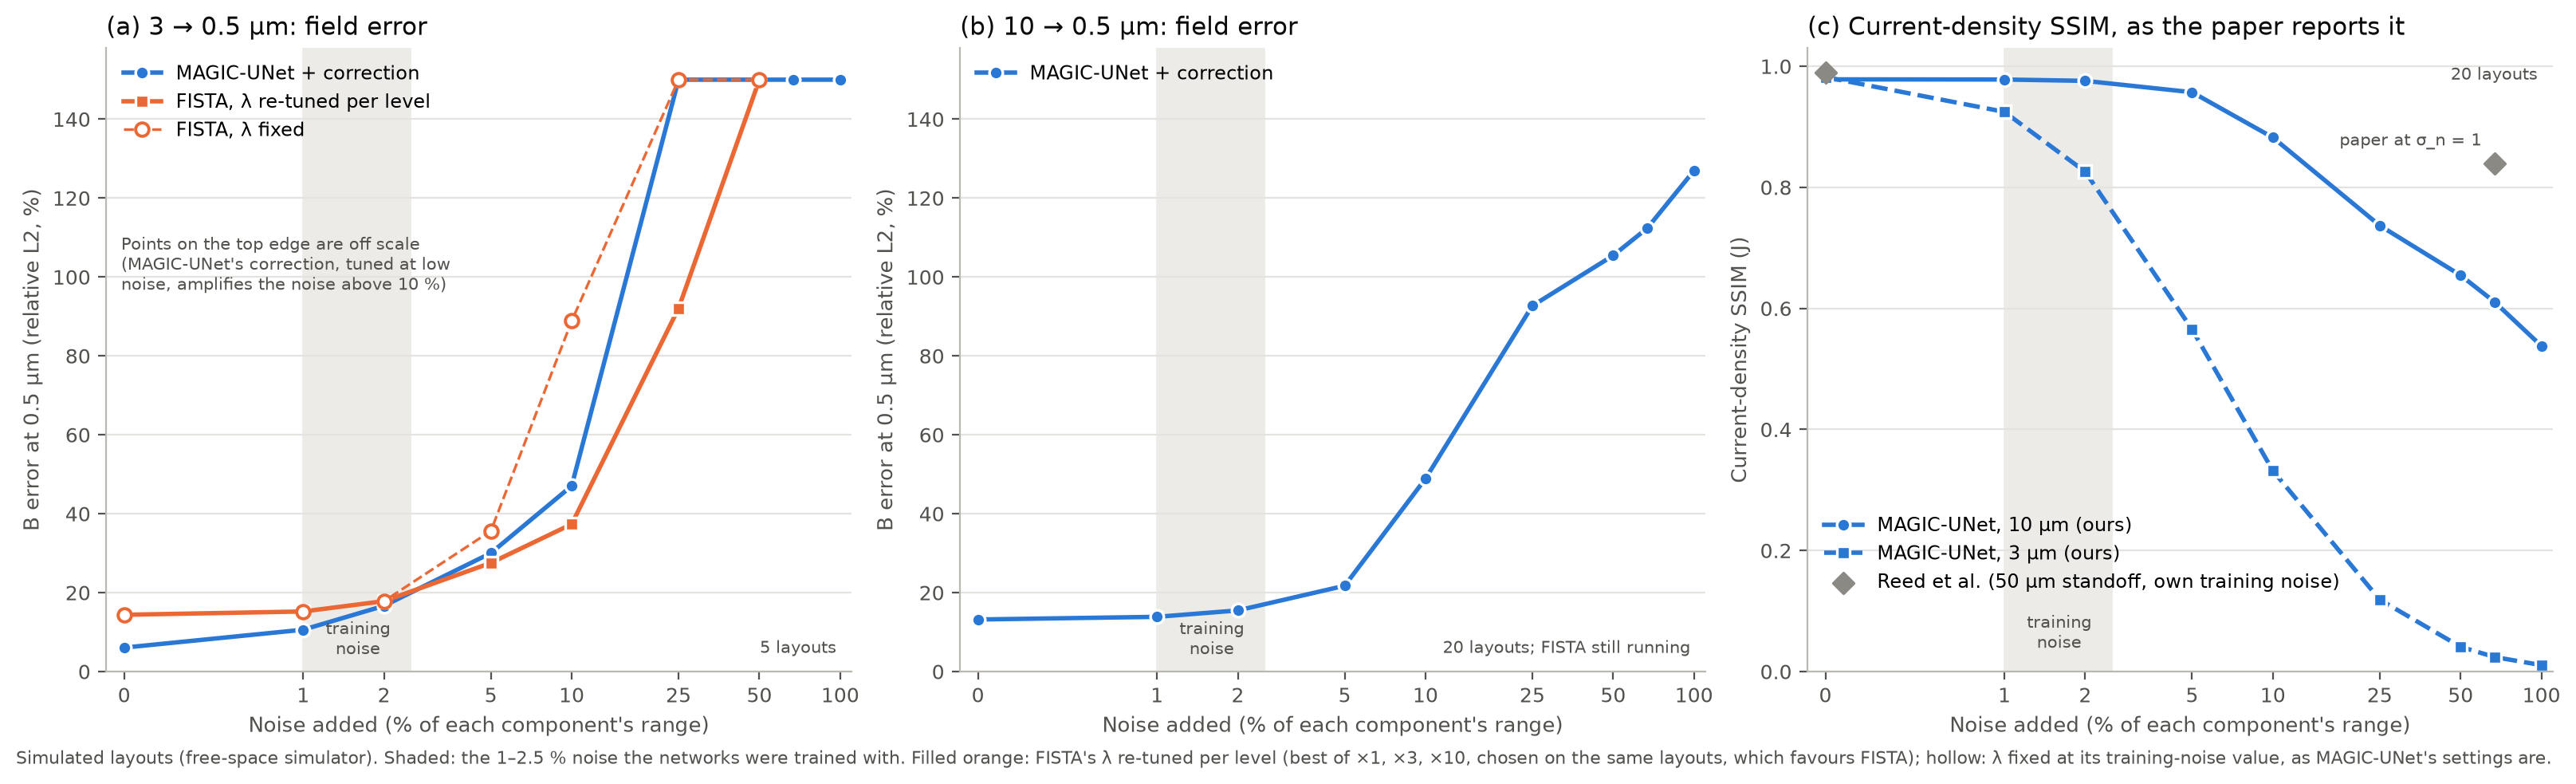 (a) 3 → 0.5 µm: field error
MAGIC-UNet + correction
FISTA, λ re-tuned per level
FISTA, λ fixed
Points on the top edge are off scale
(MAGIC-UNet's correction, tuned at low
noise, amplifies the noise above 10 %)
training
noise
5 layouts
B error at 0.5 µm (relative L2, %)
0
20
40
60
80
100
120
140
0
1
2
5
10
25
50
100
Noise added (% of each component's range)
(b) 10 → 0.5 µm: field error
MAGIC-UNet + correction
training
noise
20 layouts; FISTA still running
B error at 0.5 µm (relative L2, %)
0
20
40
60
80
100
120
140
0
1
2
5
10
25
50
100
Noise added (% of each component's range)
(c) Current-density SSIM, as the paper reports it
20 layouts
paper at σ_n = 1
MAGIC-UNet, 10 µm (ours)
MAGIC-UNet, 3 µm (ours)
Reed et al. (50 µm standoff, own training noise)
training
noise
Current-density SSIM (J)
0.0
0.2
0.4
0.6
0.8
1.0
0
1
2
5
10
25
50
100
Noise added (% of each component's range)
Simulated layouts (free-space simulator). Shaded: the 1–2.5 % noise the networks were trained with. Filled orange: FISTA's λ re-tuned per level (best of ×1, ×3, ×10, chosen on the same layouts, which favours FISTA); hollow: λ fixed at its training-noise value, as MAGIC-UNet's settings are.